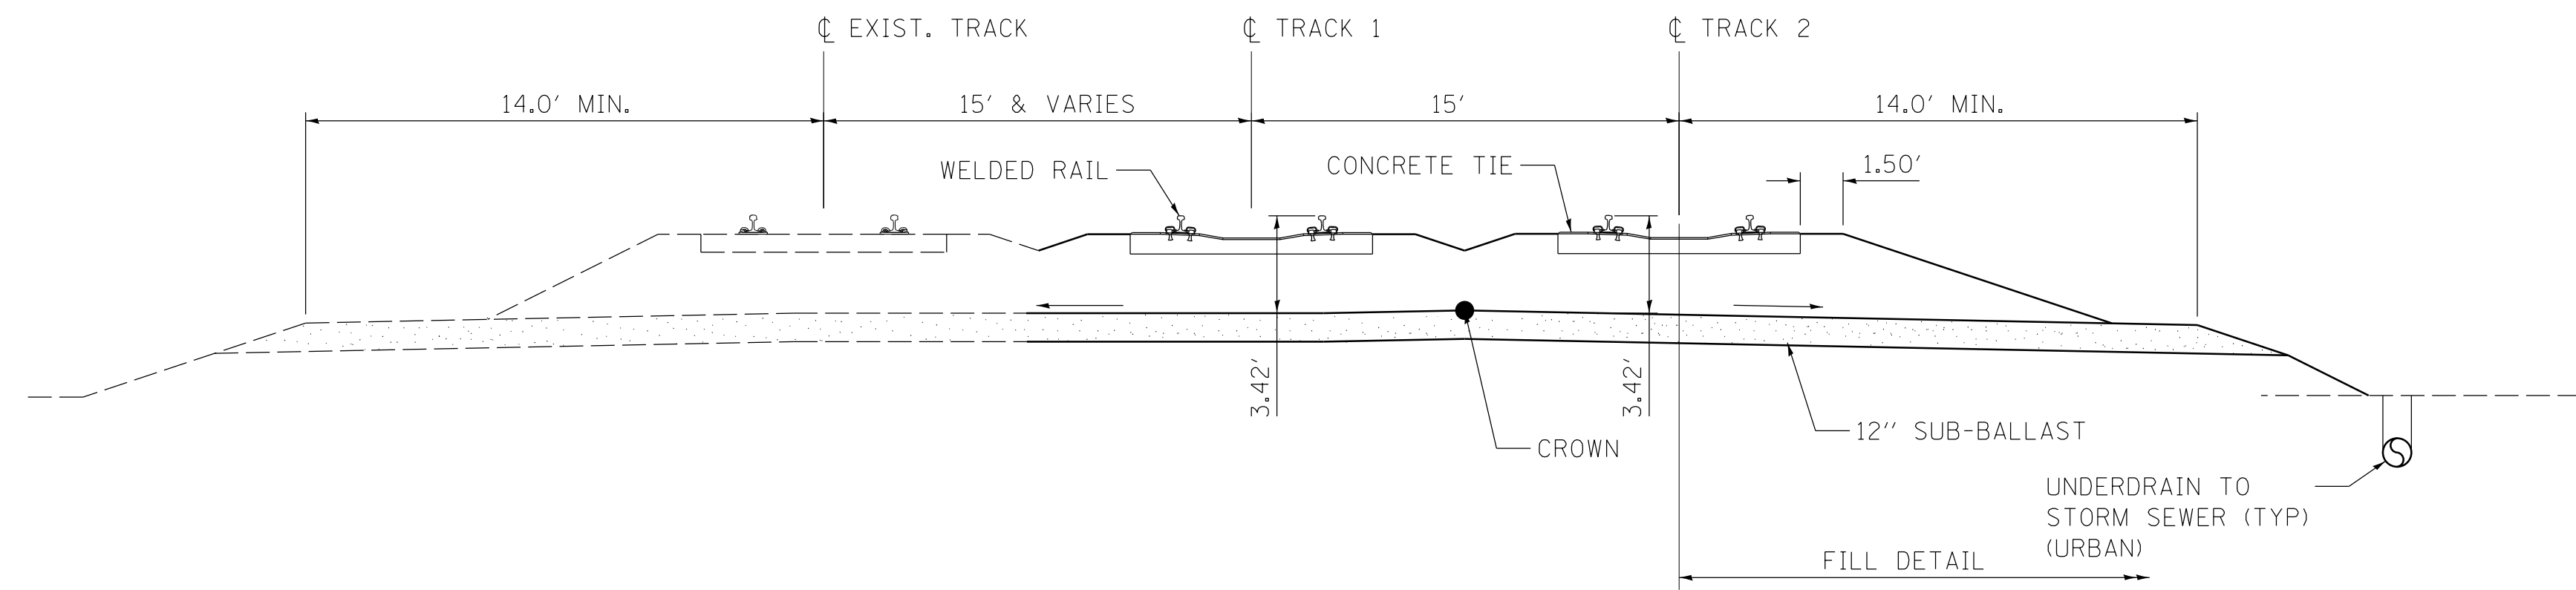 ℄ EXIST. TRACK
℄ TRACK 1
℄ TRACK 2
14.0' MIN.
15' & VARIES
15'
14.0' MIN.
WELDED RAIL
CONCRETE TIE
1.50'
3.42'
3.42'
12" SUB-BALLAST
CROWN
UNDERDRAIN TO
STORM SEWER (TYP)
(URBAN)
FILL DETAIL